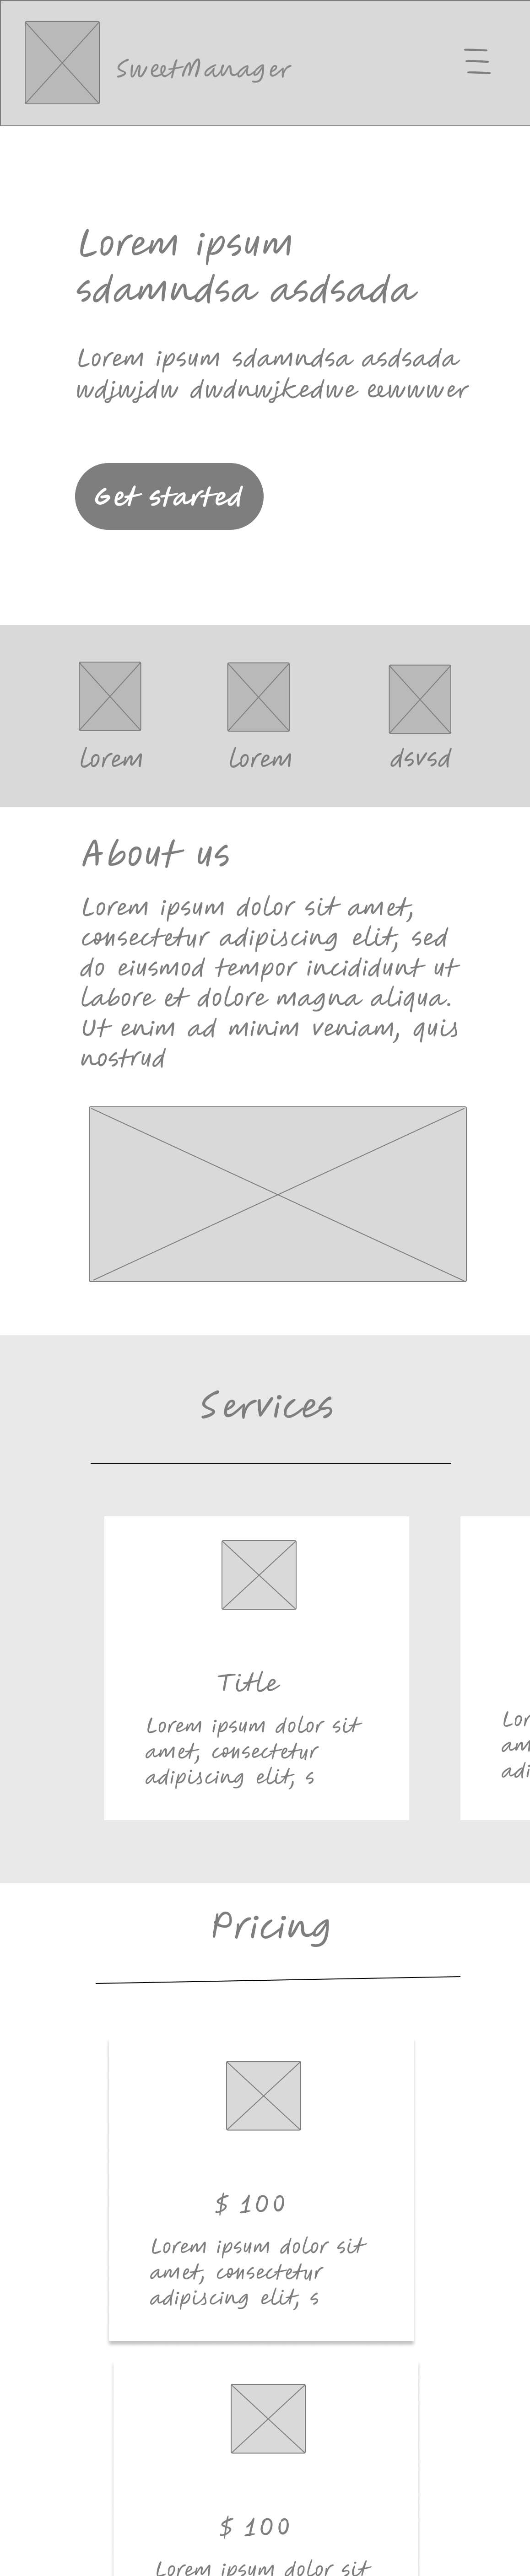 SweetManager
Lorem ipsum
sdamndsa asdsada
Lorem ipsum sdamndsa asdsada
wdjwjdw dwdnwjkedwe eewwwer
Get started
lorem
lorem
dsvsd
About us
Lorem ipsum dolor sit amet,
consectetur adipiscing elit, sed
do eiusmod tempor incididunt ut
labore et dolore magna aliqua.
Ut enim ad minim veniam, quis
nostrud
Services
Title
Lorem ipsum dolor sit
amet, consectetur
adipiscing elit, s
Lor
am
adi
Pricing
$ 100
Lorem ipsum dolor sit
amet, consectetur
adipiscing elit, s
$ 100
Lorem ipsum dolor sit